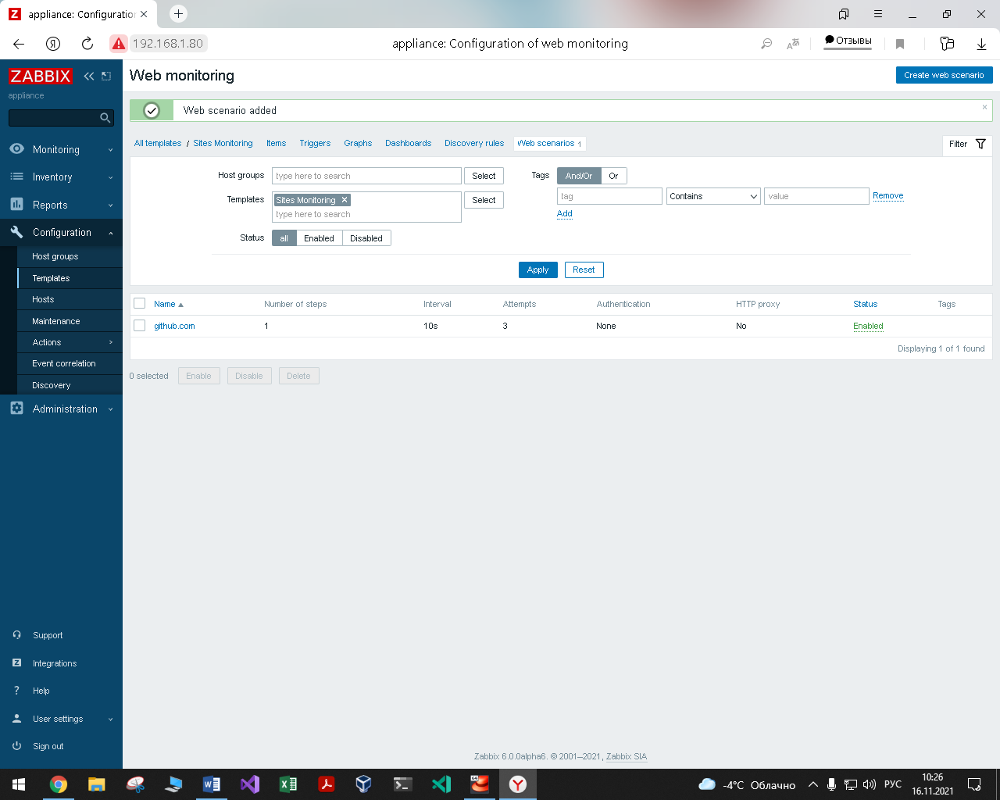 Z appliance: Configuration
Я 192.168.1.80 appliance: Configuration of web monitoring Отзывы
ZABBIX
appliance
Monitoring
Inventory
Reports
Configuration
Host groups
Templates
Hosts
Maintenance
Actions
Event correlation
Discovery
Administration
Support
Z Integrations
? Help
User settings
Sign out
Web monitoring Create web scenario
Web scenario added
All templates / Sites Monitoring Items Triggers Graphs Dashboards Discovery rules Web scenarios 1 Filter
Host groups type here to search Select Tags And/Or Or
tag Contains value Remove
Templates Sites Monitoring Select
type here to search
Add
Status all Enabled Disabled
Apply Reset
Name Number of steps Interval Attempts Authentication HTTP proxy Status Tags
github.com 1 10s 3 None No Enabled
Displaying 1 of 1 found
0 selected Enable Disable Delete
Zabbix 6.0.0alpha6. © 2001–2021, Zabbix SIA
-4°C Облачно РУС 10:26
16.11.2021